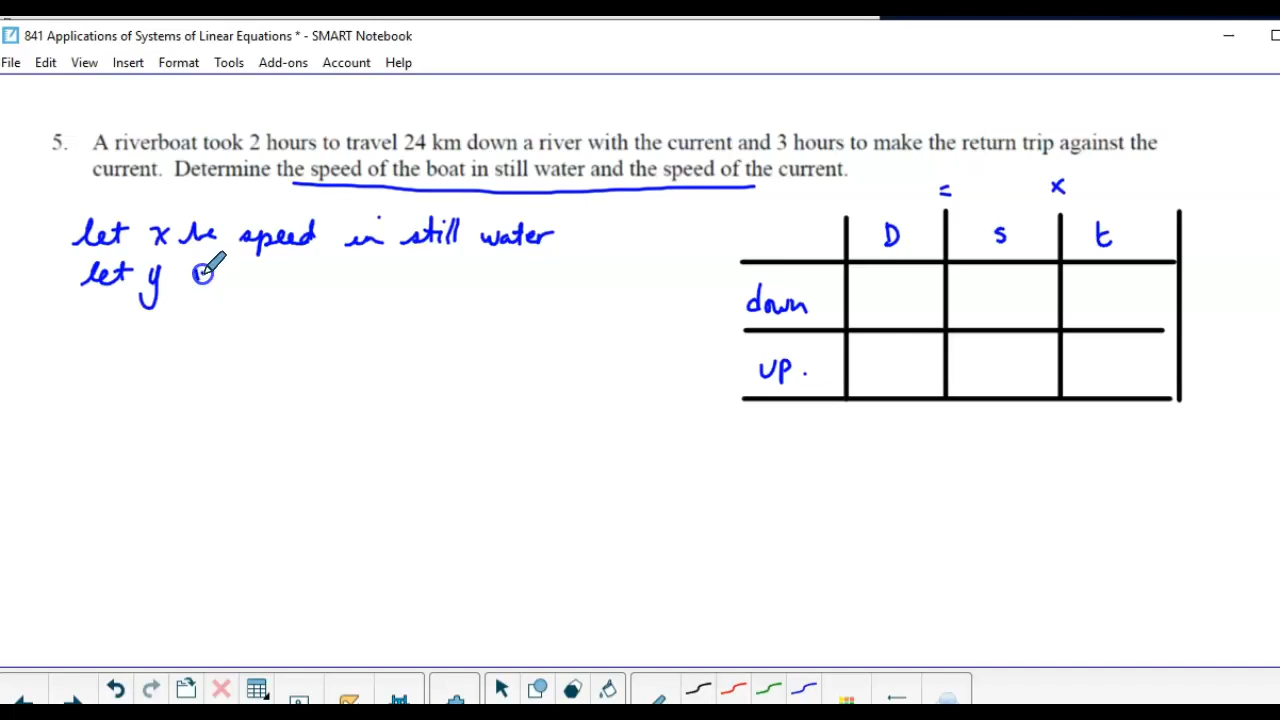 841 Applications of Systems of Linear Equations * - SMART Notebook
File Edit View Insert Format Tools Add-ons Account Help
5. A riverboat took 2 hours to travel 24 km down a river with the current and 3 hours to make the return trip against the
current. Determine the speed of the boat in still water and the speed of the current.
= x
let x be speed in still water
let y
D s t
down
up.